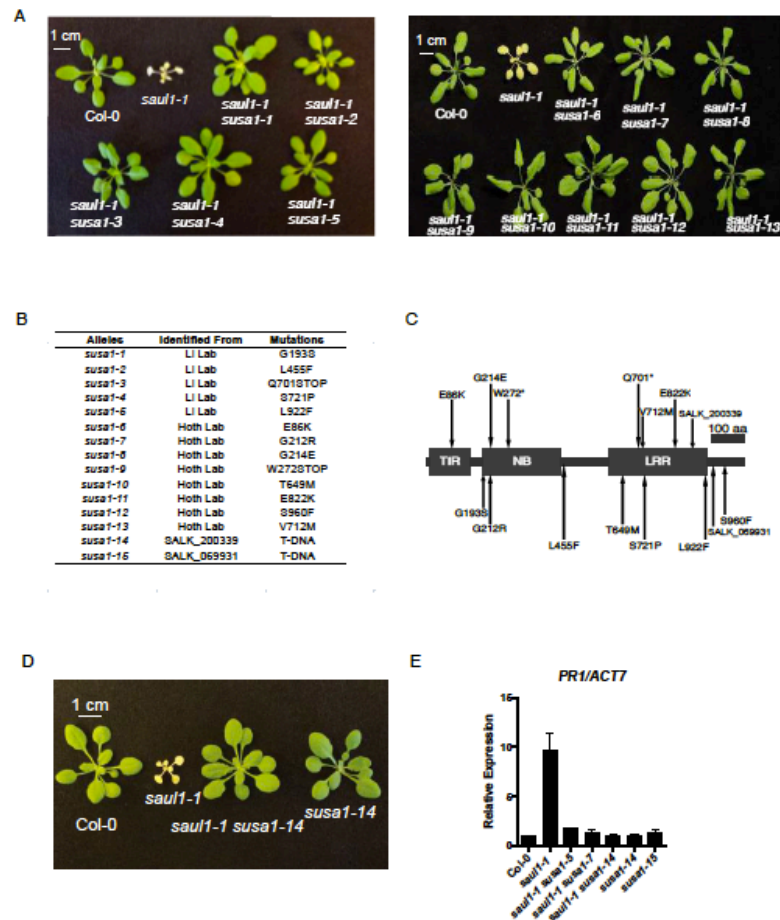 A
1 cm
Col-0
saul1-1
saul1-1
susa1-1
saul1-1
susa1-2
saul1-1
susa1-3
saul1-1
susa1-4
saul1-1
susa1-5
1 cm
Col-0
saul1-1
saul1-1
susa1-6
saul1-1
susa1-7
saul1-1
susa1-8
saul1-1
susa1-9
saul1-1
susa1-10
saul1-1
susa1-11
saul1-1
susa1-12
saul1-1
susa1-13
B
Alleles Identified From Mutations
susa1-1 LI Lab G193S
susa1-2 LI Lab L455F
susa1-3 LI Lab Q701STOP
susa1-4 LI Lab S721P
susa1-5 LI Lab L922F
susa1-6 Hoth Lab E86K
susa1-7 Hoth Lab G212R
susa1-8 Hoth Lab G214E
susa1-9 Hoth Lab W272STOP
susa1-10 Hoth Lab T649M
susa1-11 Hoth Lab E822K
susa1-12 Hoth Lab S960F
susa1-13 Hoth Lab V712M
susa1-14 SALK_200339 T-DNA
susa1-15 SALK_069931 T-DNA
C
E86K
G214E
W272*
Q701*
V712M
E822K
SALK_200339
100 aa
TIR NB LRR
G193S
G212R
L455F
T649M
S721P
L922F
SALK_069931
S960F
D
1 cm
Col-0
saul1-1
saul1-1 susa1-14
susa1-14
E
PR1/ACT7
Relative Expression
15
10
5
0
Col-0
saul1-1
saul1-1 susa1-5
saul1-1 susa1-7
saul1-1 susa1-14
susa1-14
susa1-15